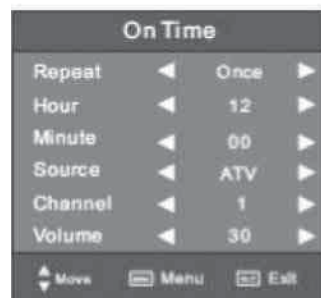 On Time
Repeat Once
Hour 12
Minute 00
Source ATV
Channel 1
Volume 30
Move Menu Exit